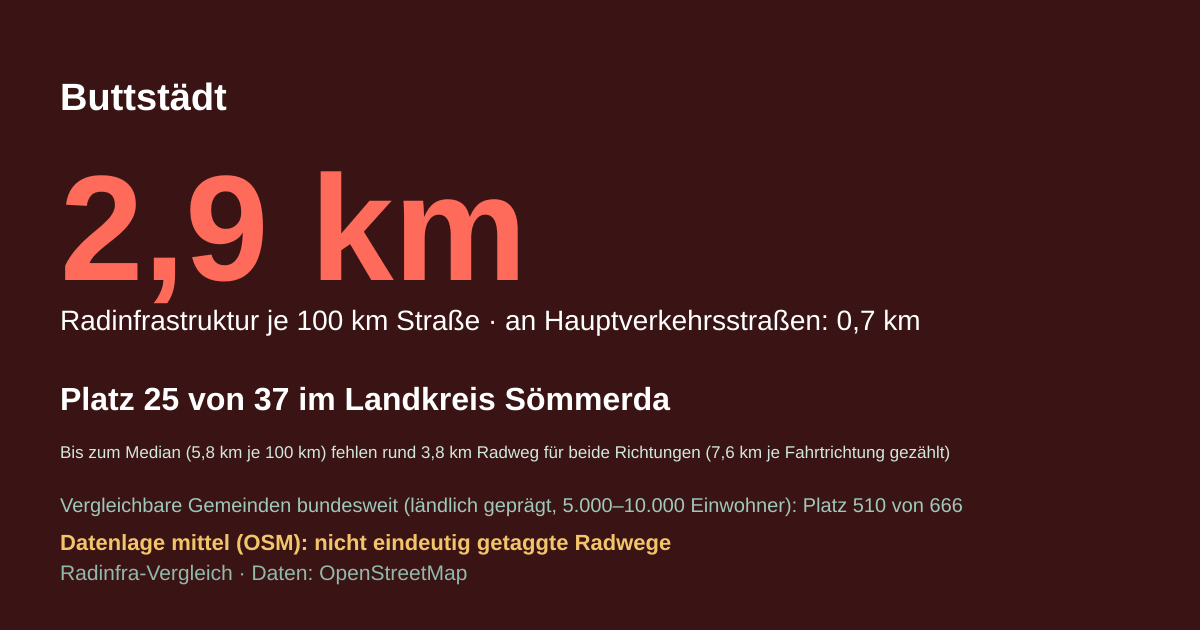 Buttstädt
2,9 km
Radinfrastruktur je 100 km Straße · an Hauptverkehrsstraßen: 0,7 km
Platz 25 von 37 im Landkreis Sömmerda
Bis zum Median (5,8 km je 100 km) fehlen rund 3,8 km Radweg für beide Richtungen (7,6 km je Fahrtrichtung gezählt)
Vergleichbare Gemeinden bundesweit (ländlich geprägt, 5.000–10.000 Einwohner): Platz 510 von 666
Datenlage mittel (OSM): nicht eindeutig getaggte Radwege
Radinfra-Vergleich · Daten: OpenStreetMap